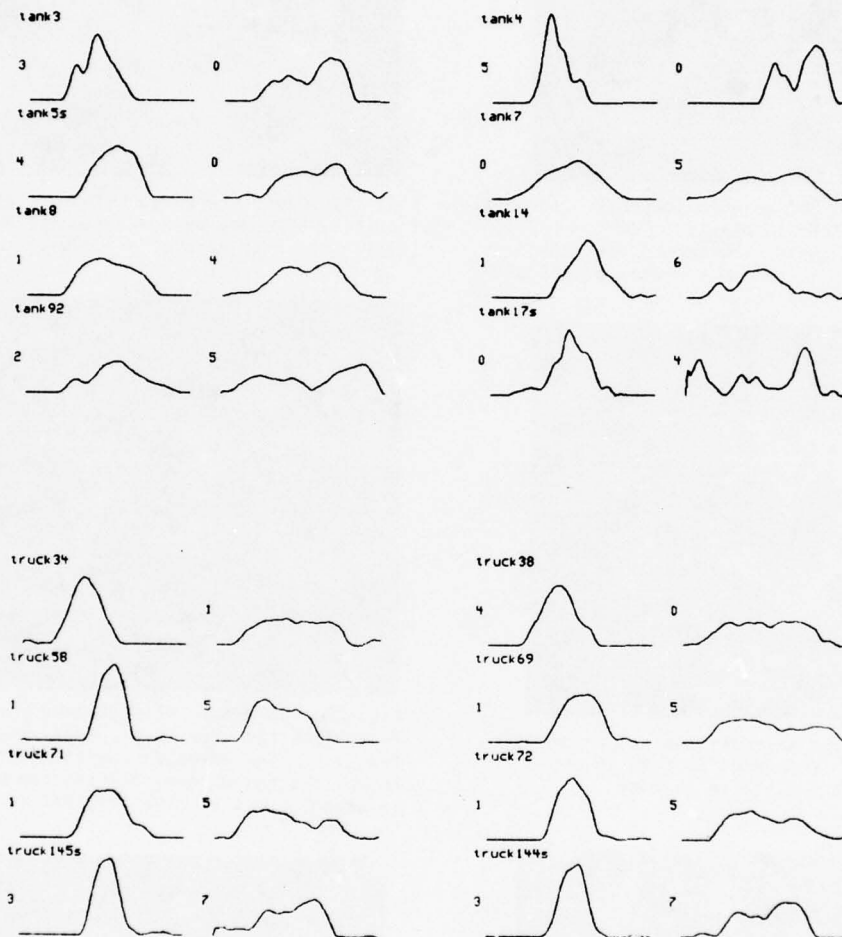 tank3
3 0
tank5s
4 0
tank8
1 4
tank92
2 5
tank4
5 0
tank7
0 5
tank14
1 6
tank17s
0 4
truck34
1
truck58
1 5
truck71
1 5
truck145s
3 7
truck38
4 0
truck69
1 5
truck72
1 5
truck144s
3 7